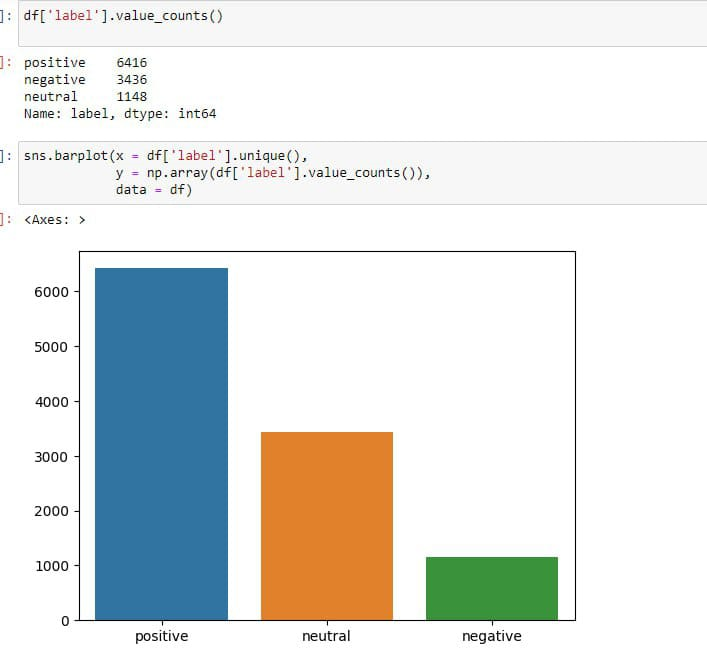 ]: df['label'].value_counts()
]: positive    6416
negative    3436
neutral     1148
Name: label, dtype: int64
]: sns.barplot(x = df['label'].unique(),
            y = np.array(df['label'].value_counts()),
            data = df)
]: <Axes: >
6000
5000
4000
3000
2000
1000
0
positive neutral negative